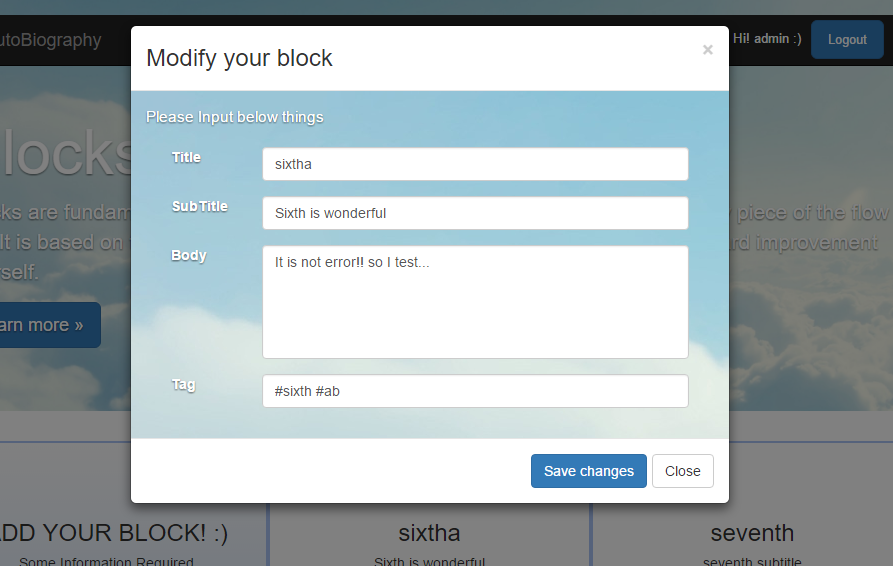 utoBiography
Hi! admin :)
Logout
Modify your block
×
Please Input below things
Title
sixtha
SubTitle
Sixth is wonderful
Body
It is not error!! so I test...
Tag
#sixth #ab
Save changes
Close
locks
ks are fundam
piece of the flow
It is based on
rd improvement
rself.
arn more »
DD YOUR BLOCK! :)
Some Information Required
sixtha
Sixth is wonderful
seventh
seventh subtitle